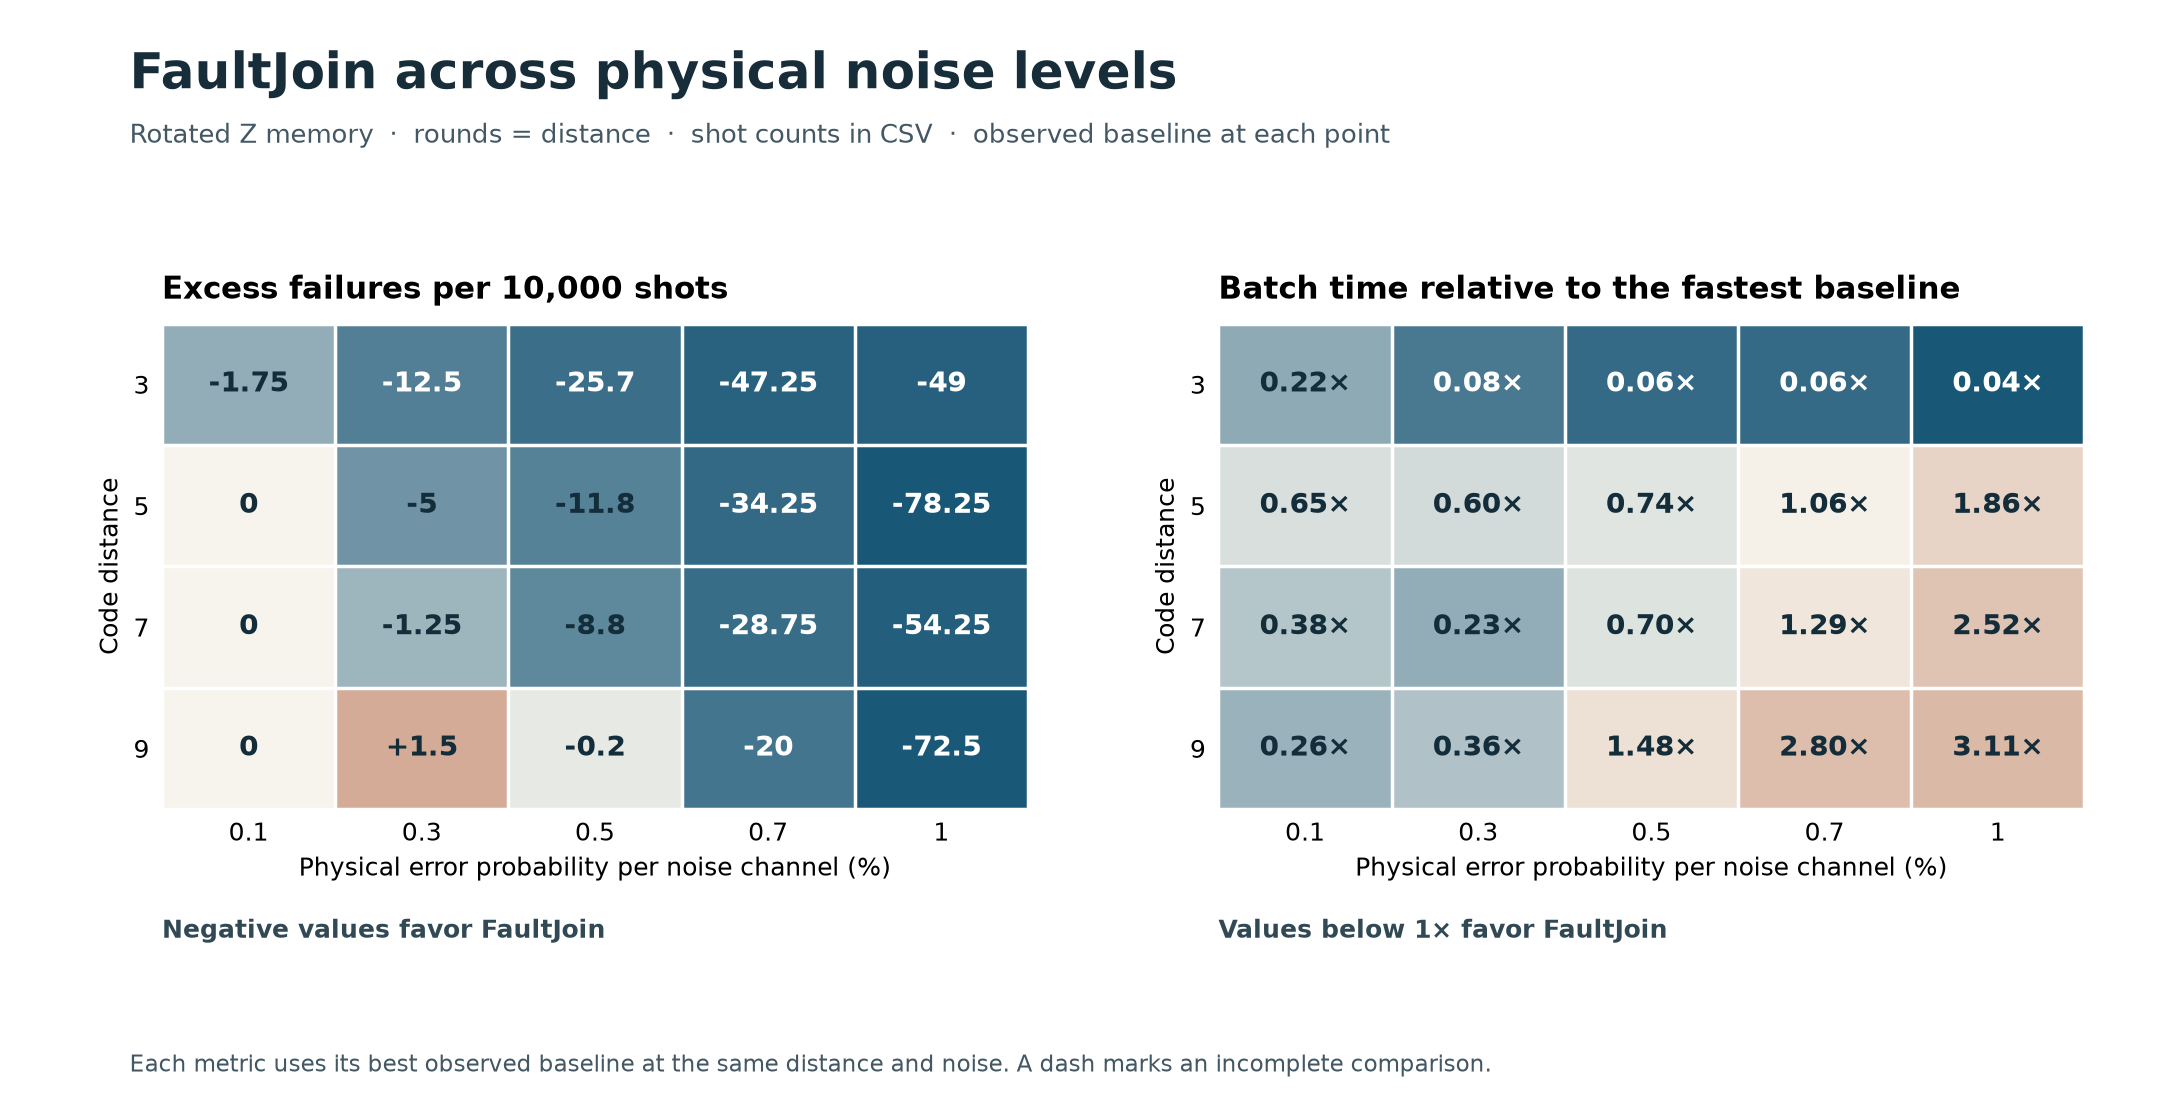 FaultJoin across physical noise levels
Rotated Z memory · rounds = distance · shot counts in CSV · observed baseline at each point
Excess failures per 10,000 shots
Code distance
3 -1.75 -12.5 -25.7 -47.25 -49
5 0 -5 -11.8 -34.25 -78.25
7 0 -1.25 -8.8 -28.75 -54.25
9 0 +1.5 -0.2 -20 -72.5
0.1 0.3 0.5 0.7 1
Physical error probability per noise channel (%)
Negative values favor FaultJoin
Batch time relative to the fastest baseline
Code distance
3 0.22× 0.08× 0.06× 0.06× 0.04×
5 0.65× 0.60× 0.74× 1.06× 1.86×
7 0.38× 0.23× 0.70× 1.29× 2.52×
9 0.26× 0.36× 1.48× 2.80× 3.11×
0.1 0.3 0.5 0.7 1
Physical error probability per noise channel (%)
Values below 1× favor FaultJoin
Each metric uses its best observed baseline at the same distance and noise. A dash marks an incomplete comparison.